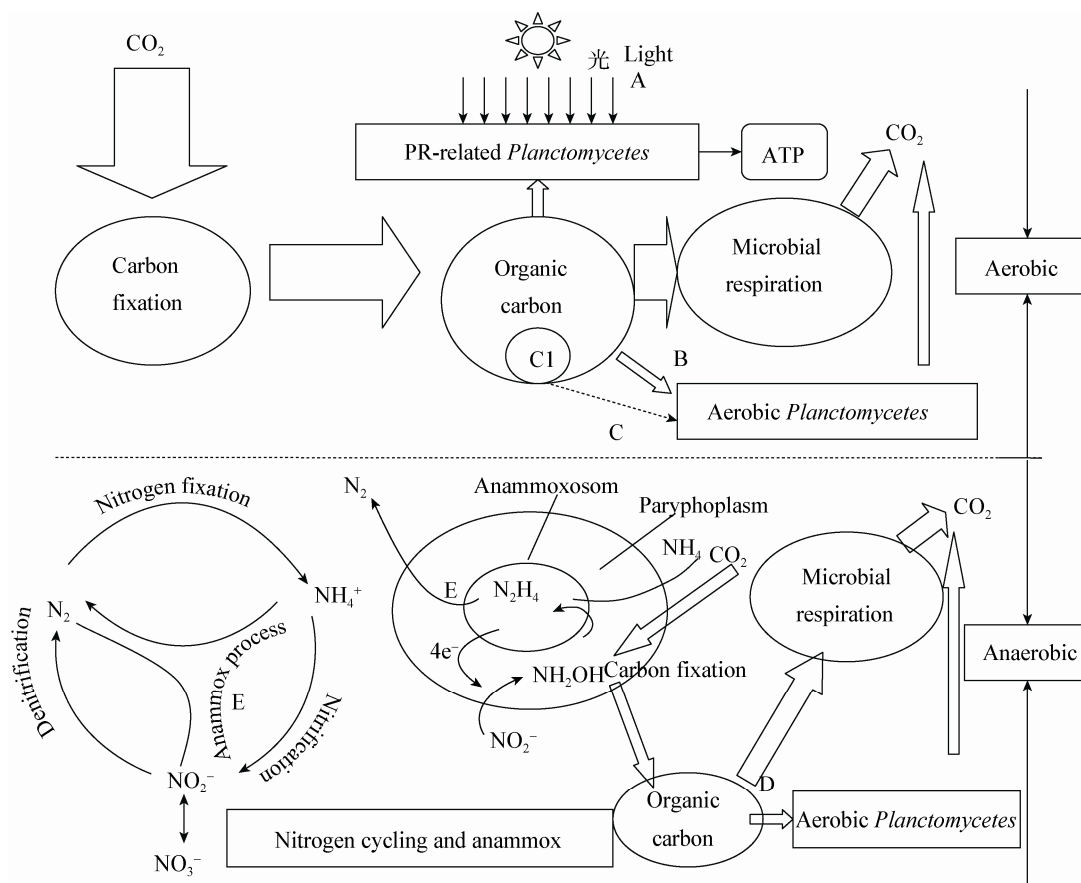 CO₂
光 Light
A
PR-related Planctomycetes
ATP
CO₂
Carbon
fixation
Organic
carbon
C1
Microbial
respiration
Aerobic
B
Aerobic Planctomycetes
C
Nitrogen fixation
N₂
NH₄⁺
Denitrification
Anammox process
E
Nitrification
NO₂⁻
NO₃⁻
N₂
Anammoxosom
Paryphoplasm
NH₄
CO₂
E
N₂H₄
4e⁻
NH₂OH
Carbon fixation
NO₂⁻
Microbial
respiration
CO₂
Anaerobic
D
Organic
carbon
Aerobic Planctomycetes
Nitrogen cycling and anammox